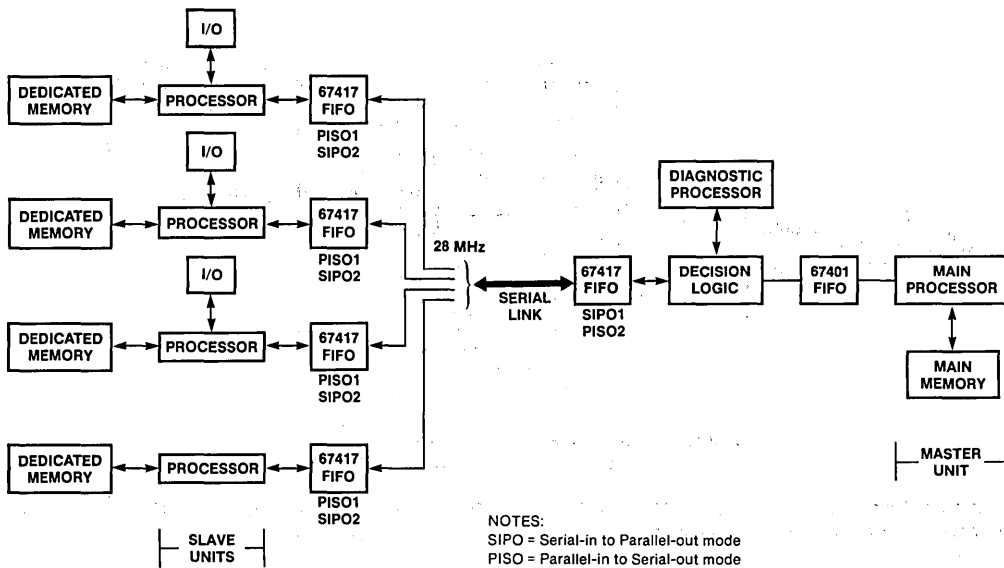 I/O
DEDICATED
MEMORY
PROCESSOR
67417
FIFO
PISO1
SIPO2
I/O
DEDICATED
MEMORY
PROCESSOR
67417
FIFO
PISO1
SIPO2
I/O
DEDICATED
MEMORY
PROCESSOR
67417
FIFO
PISO1
SIPO2
DEDICATED
MEMORY
PROCESSOR
67417
FIFO
PISO1
SIPO2
SLAVE
UNITS
28 MHz
SERIAL
LINK
67417
FIFO
SIPO1
PISO2
DIAGNOSTIC
PROCESSOR
DECISION
LOGIC
67401
FIFO
MAIN
PROCESSOR
MAIN
MEMORY
MASTER
UNIT
NOTES:
SIPO = Serial-in to Parallel-out mode
PISO = Parallel-in to Serial-out mode